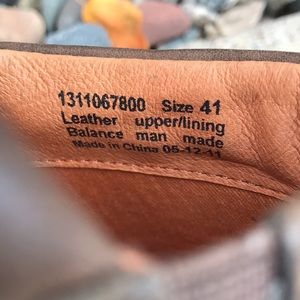 1311067800 Size 41
Leather upper/lining
Balance man made
Made in China 05-12-11